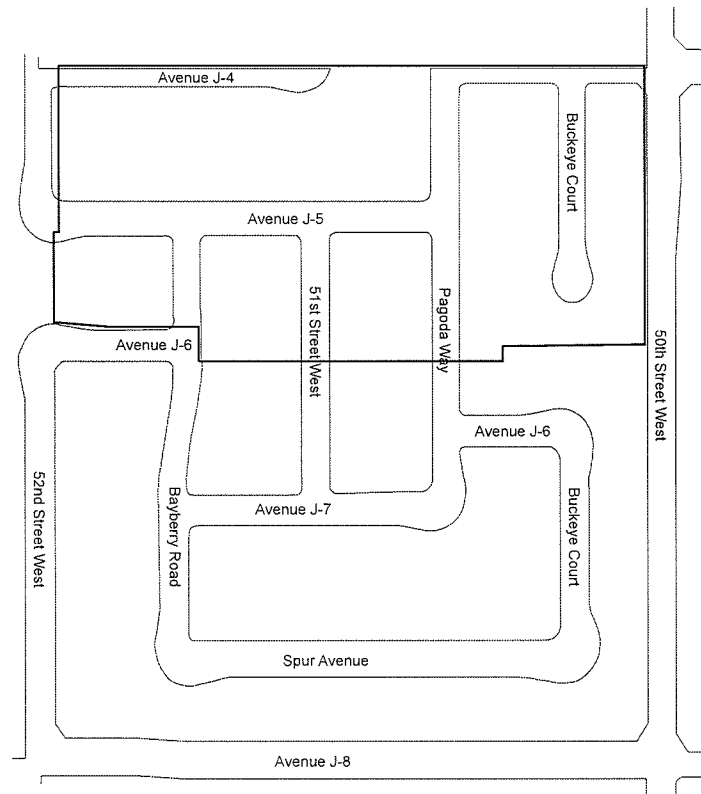 Avenue J-4
Buckeye Court
Avenue J-5
51st Street West
Pagoda Way
50th Street West
Avenue J-6
Avenue J-6
52nd Street West
Bayberry Road
Avenue J-7
Buckeye Court
Spur Avenue
Avenue J-8